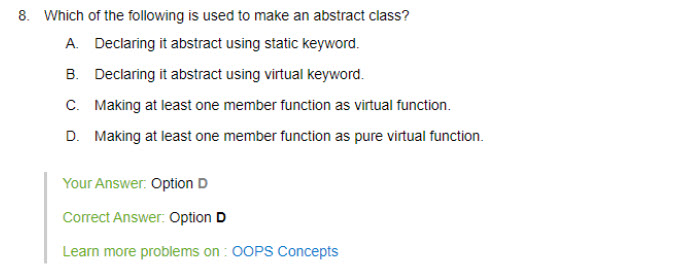 8. Which of the following is used to make an abstract class?
A. Declaring it abstract using static keyword.
B. Declaring it abstract using virtual keyword.
C. Making at least one member function as virtual function.
D. Making at least one member function as pure virtual function.
Your Answer: Option D
Correct Answer: Option D
Learn more problems on : OOPS Concepts